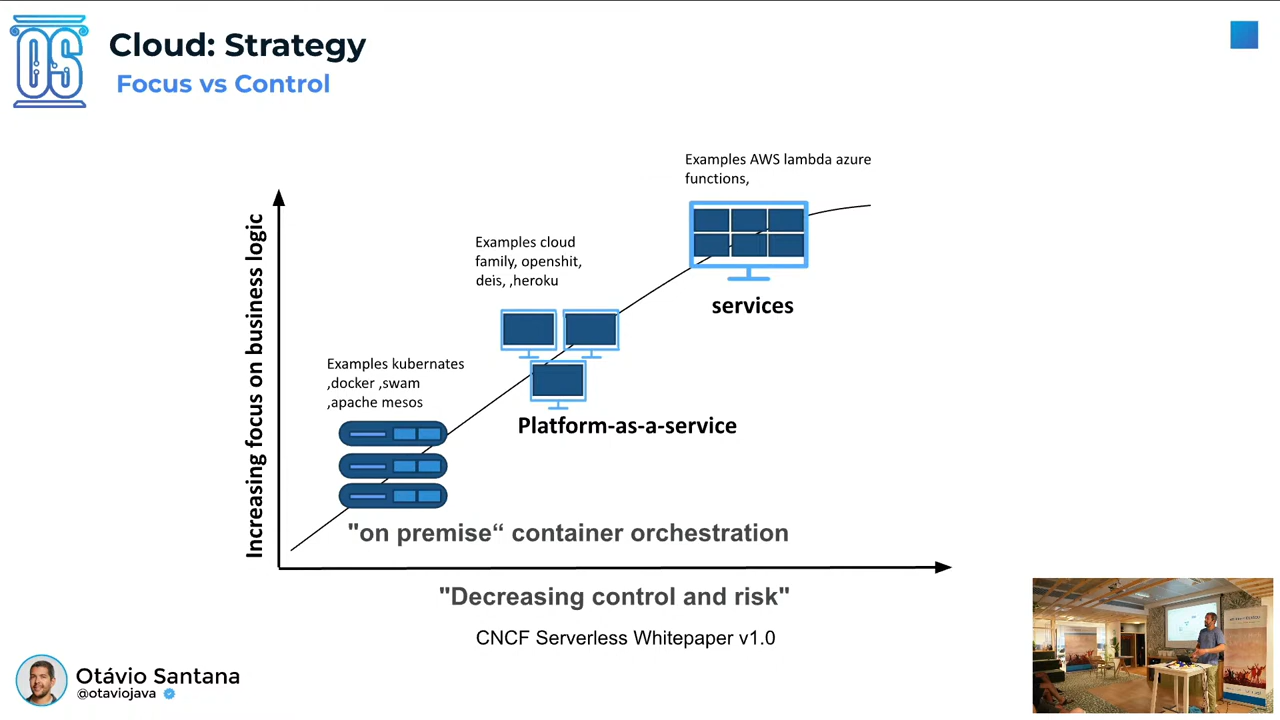 OS
Cloud: Strategy
Focus vs Control
Examples AWS lambda azure
functions,
Examples cloud
family, openshit,
deis, ,heroku
services
Examples kubernates
,docker ,swam
,apache mesos
Platform-as-a-service
Increasing focus on business logic
"on premise“ container orchestration
"Decreasing control and risk"
CNCF Serverless Whitepaper v1.0
Otávio Santana
@otaviojava